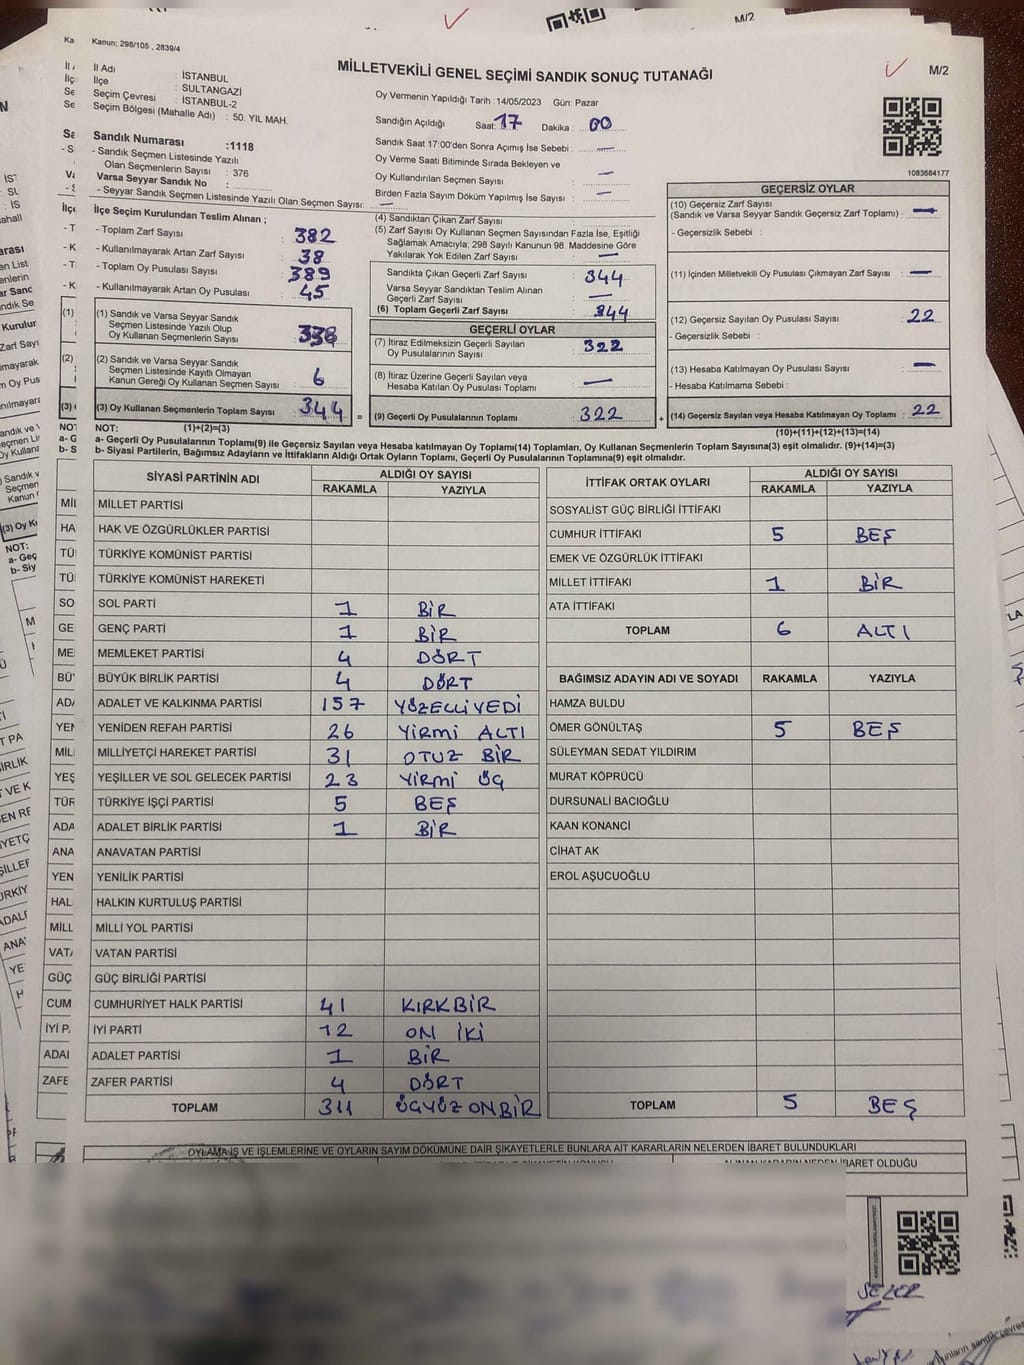 M/2
Kanun; 298/105 , 2839/4
MİLLETVEKİLİ GENEL SEÇİMİ SANDIK SONUÇ TUTANAĞI
M/2
İl Adı : İSTANBUL
İlçe : SULTANGAZİ
Seçim Çevresi : İSTANBUL-2
Seçim Bölgesi (Mahalle Adı) : 50. YIL MAH.
Sandık Numarası :1118
- Sandık Seçmen Listesinde Yazılı
Olan Seçmenlerin Sayısı : 376
Varsa Seyyar Sandık No :
- Seyyar Sandık Seçmen Listesinde Yazılı Olan Seçmen Sayısı: —
Oy Vermenin Yapıldığı Tarih :14/05/2023 Gün: Pazar
Sandığın Açıldığı Saat: 17 Dakika : 00
Sandık Saat 17:00'den Sonra Açımış İse Sebebi : —
Oy Verme Saati Bitiminde Sırada Bekleyen ve
Oy Kullandırılan Seçmen Sayısı —
Birden Fazla Sayım Döküm Yapılmış İse Sayısı : —
1083684177
İlçe Seçim Kurulundan Teslim Alınan ;
- Toplam Zarf Sayısı : 382
- Kullanılmayarak Artan Zarf Sayısı : 38
- Toplam Oy Pusulası Sayısı : 389
- Kullanılmayarak Artan Oy Pusulası : 45
(1) Sandık ve Varsa Seyyar Sandık
Seçmen Listesinde Yazılı Olup
Oy Kullanan Seçmenlerin Sayısı : 338
(2) Sandık ve Varsa Seyyar Sandık
Seçmen Listesinde Kayıtlı Olmayan
Kanun Gereği Oy Kullanan Seçmen Sayısı : 6
(3) Oy Kullanan Seçmenlerin Toplam Sayısı : 344
(4) Sandıktan Çıkan Zarf Sayısı :
(5) Zarf Sayısı Oy Kullanan Seçmen Sayısından Fazla İse, Eşitliği
Sağlamak Amacıyla; 298 Sayılı Kanunun 98. Maddesine Göre
Yakılarak Yok Edilen Zarf Sayısı : —
Sandıkta Çıkan Geçerli Zarf Sayısı : 344
Varsa Seyyar Sandıktan Teslim Alınan
Geçerli Zarf Sayısı : —
(6) Toplam Geçerli Zarf Sayısı : 344
GEÇERLİ OYLAR
(7) İtiraz Edilmeksizin Geçerli Sayılan
Oy Pusulalarının Sayısı : 322
(8) İtiraz Üzerine Geçerli Sayılan veya
Hesaba Katılan Oy Pusulası Toplamı : —
= (9) Geçerli Oy Pusulalarının Toplamı : 322
GEÇERSİZ OYLAR
(10) Geçersiz Zarf Sayısı
(Sandık ve Varsa Seyyar Sandık Geçersiz Zarf Toplamı) : —
- Geçersizlik Sebebi :
(11) İçinden Milletvekili Oy Pusulası Çıkmayan Zarf Sayısı : —
(12) Geçersiz Sayılan Oy Pusulası Sayısı : 22
- Geçersizlik Sebebi :
(13) Hesaba Katılmayan Oy Pusulası Sayısı : —
- Hesaba Katılmama Sebebi :
+ (14) Geçersiz Sayılan veya Hesaba Katılmayan Oy Toplamı : 22
NOT: (1)+(2)=(3) (10)+(11)+(12)+(13)=(14)
a- Geçerli Oy Pusulalarının Toplamı(9) ile Geçersiz Sayılan veya Hesaba katılmayan Oy Toplamı(14) Toplamları, Oy Kullanan Seçmenlerin Toplam Sayısına(3) eşit olmalıdır. (9)+(14)=(3)
b- Siyasi Partilerin, Bağımsız Adayların ve İttifakların Aldığı Ortak Oyların Toplamı, Geçerli Oy Pusulalarının Toplamına(9) eşit olmalıdır.
SİYASİ PARTİNİN ADI ALDIĞI OY SAYISI
RAKAMLA YAZIYLA
MİLLET PARTİSİ
HAK VE ÖZGÜRLÜKLER PARTİSİ
TÜRKİYE KOMÜNİST PARTİSİ
TÜRKİYE KOMÜNİST HAREKETİ
SOL PARTİ 1 BİR
GENÇ PARTİ 1 BİR
MEMLEKET PARTİSİ 4 DÖRT
BÜYÜK BİRLİK PARTİSİ 4 DÖRT
ADALET VE KALKINMA PARTİSİ 157 YÜZELLİYEDİ
YENİDEN REFAH PARTİSİ 26 YİRMİ ALTI
MİLLİYETÇİ HAREKET PARTİSİ 31 OTUZ BİR
YEŞİLLER VE SOL GELECEK PARTİSİ 23 YİRMİ ÜÇ
TÜRKİYE İŞÇİ PARTİSİ 5 BEŞ
ADALET BİRLİK PARTİSİ 1 BİR
ANAVATAN PARTİSİ
YENİLİK PARTİSİ
HALKIN KURTULUŞ PARTİSİ
MİLLİ YOL PARTİSİ
VATAN PARTİSİ
GÜÇ BİRLİĞİ PARTİSİ
CUMHURİYET HALK PARTİSİ 41 KIRKBİR
İYİ PARTİ 12 ON İKİ
ADALET PARTİSİ 1 BİR
ZAFER PARTİSİ 4 DÖRT
TOPLAM 311 ÜÇYÜZ ONBİR
İTTİFAK ORTAK OYLARI ALDIĞI OY SAYISI
RAKAMLA YAZIYLA
SOSYALİST GÜÇ BİRLİĞİ İTTİFAKI
CUMHUR İTTİFAKI 5 BEŞ
EMEK VE ÖZGÜRLÜK İTTİFAKI
MİLLET İTTİFAKI 1 BİR
ATA İTTİFAKI
TOPLAM 6 ALTI
BAĞIMSIZ ADAYIN ADI VE SOYADI RAKAMLA YAZIYLA
HAMZA BULDU
ÖMER GÖNÜLTAŞ 5 BEŞ
SÜLEYMAN SEDAT YILDIRIM
MURAT KÖPRÜCÜ
DURSUNALİ BACIOĞLU
KAAN KONANCİ
CİHAT AK
EROL AŞUCUOĞLU
TOPLAM 5 BEŞ
OYLAMA İŞ VE İŞLEMLERİNE VE OYLARIN SAYIM DÖKÜMÜNE DAİR ŞİKAYETLERLE BUNLARA AİT KARARLARIN NELERDEN İBARET BULUNDUKLARI
ALINAN KARARIN NEDEN İBARET OLDUĞU